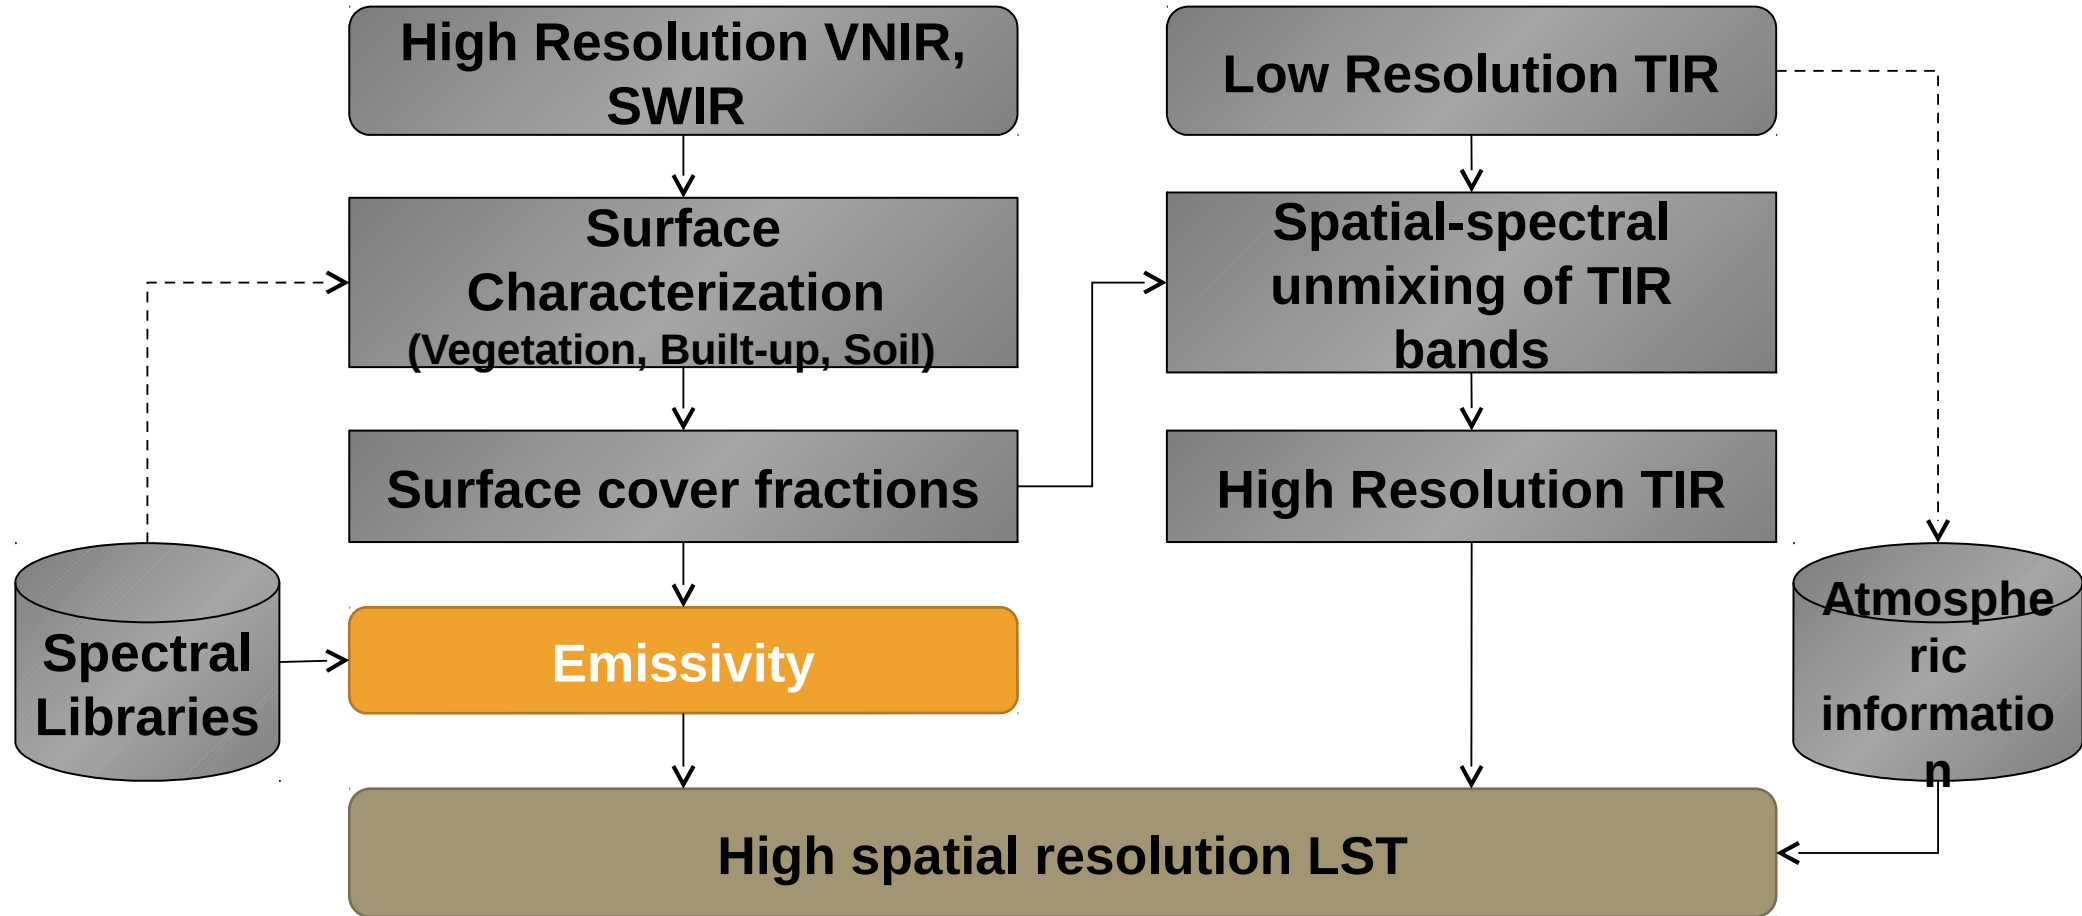 High Resolution VNIR,
SWIR
Low Resolution TIR
Surface
Characterization
(Vegetation, Built-up, Soil)
Spatial-spectral
unmixing of TIR
bands
Surface cover fractions
High Resolution TIR
Spectral
Libraries
Emissivity
Atmosphe
ric
informatio
n
High spatial resolution LST